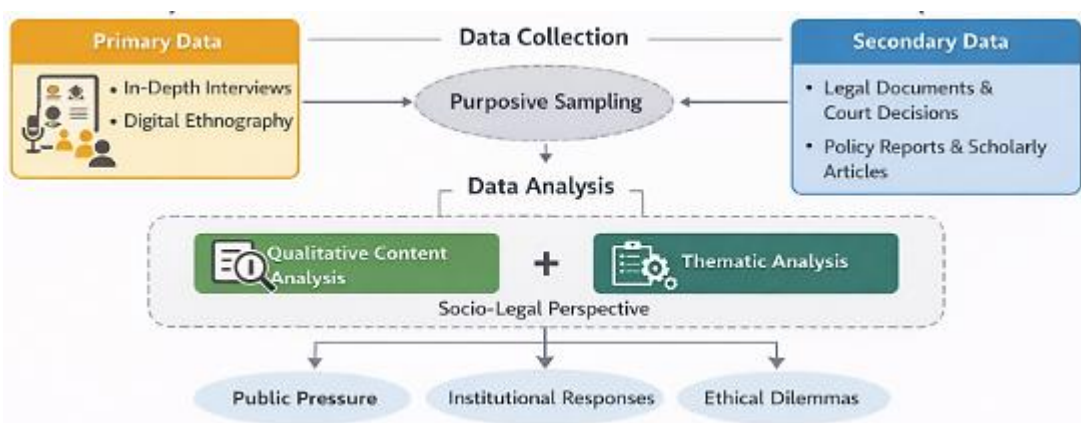 Primary Data
• In-Depth Interviews
• Digital Ethnography
Data Collection
Purposive Sampling
Secondary Data
• Legal Documents &
Court Decisions
• Policy Reports & Scholarly
Articles
Data Analysis
Qualitative Content
Analysis
+
Thematic Analysis
Socio-Legal Perspective
Public Pressure
Institutional Responses
Ethical Dilemmas